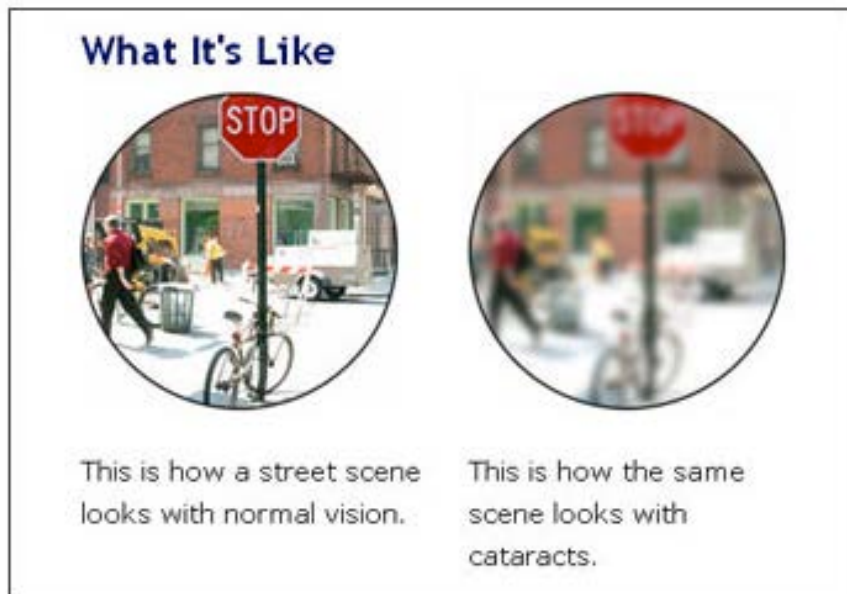 What It's Like
STOP
STOP
This is how a street scene
looks with normal vision.
This is how the same
scene looks with
cataracts.